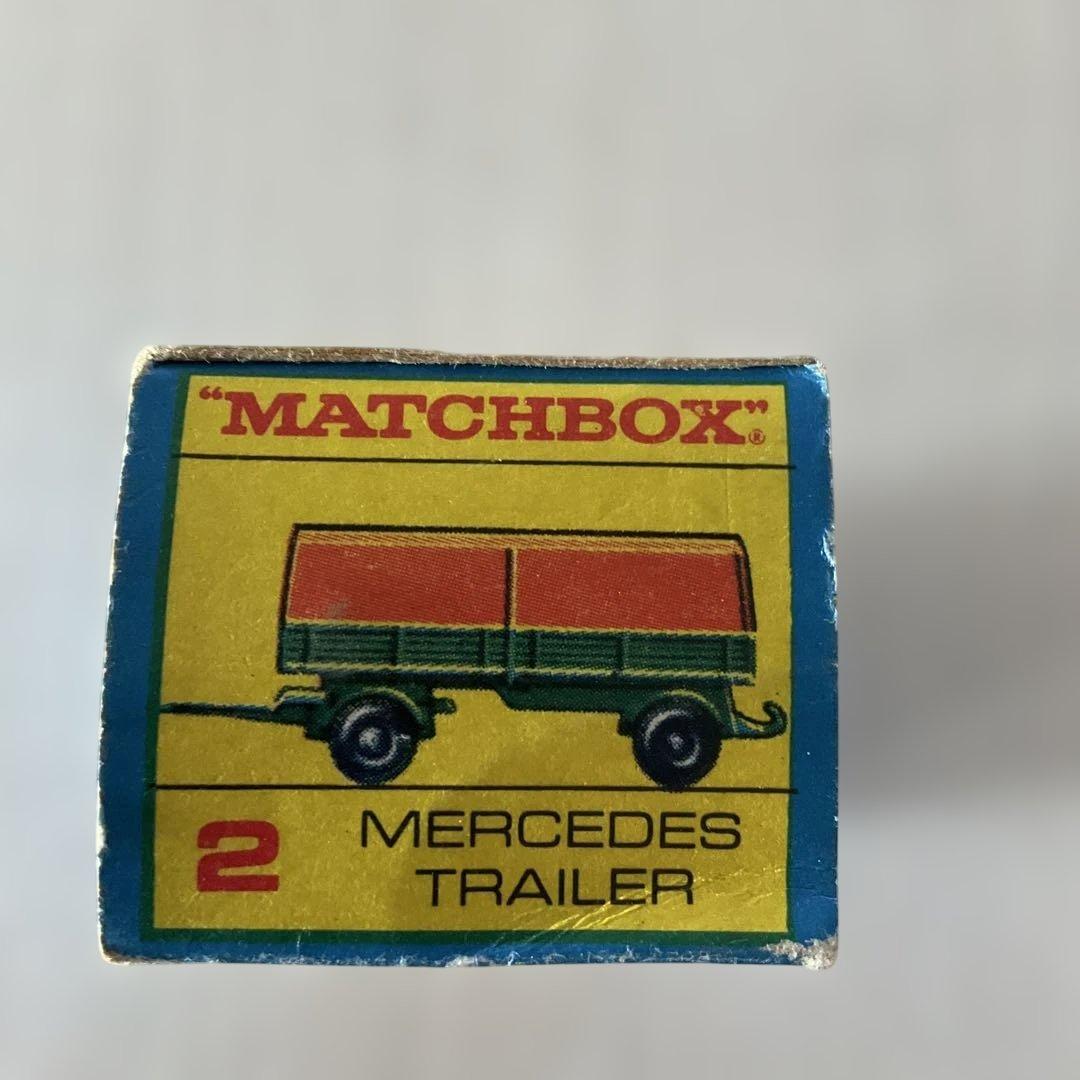 “MATCHBOX”®
2
MERCEDES
TRAILER